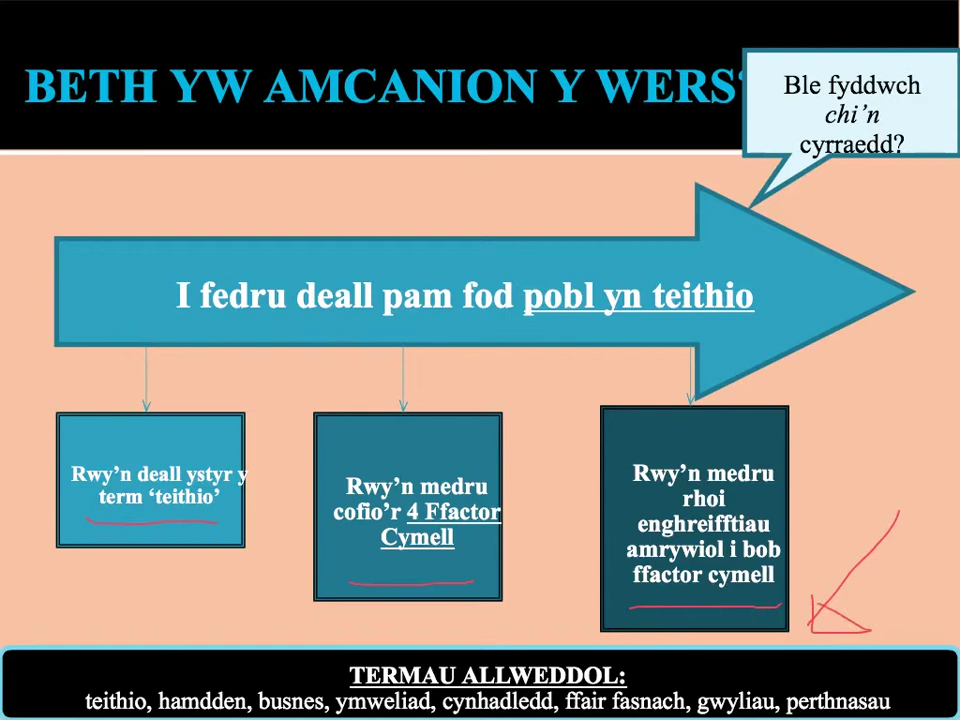 BETH YW AMCANION Y WERS?
Ble fyddwch
chi’n
cyrraedd?
I fedru deall pam fod pobl yn teithio
Rwy’n deall ystyr y
term ‘teithio’
Rwy’n medru
cofio’r 4 Ffactor
Cymell
Rwy’n medru
rhoi
enghreifftiau
amrywiol i bob
ffactor cymell
TERMAU ALLWEDDOL:
teithio, hamdden, busnes, ymweliad, cynhadledd, ffair fasnach, gwyliau, perthnasau